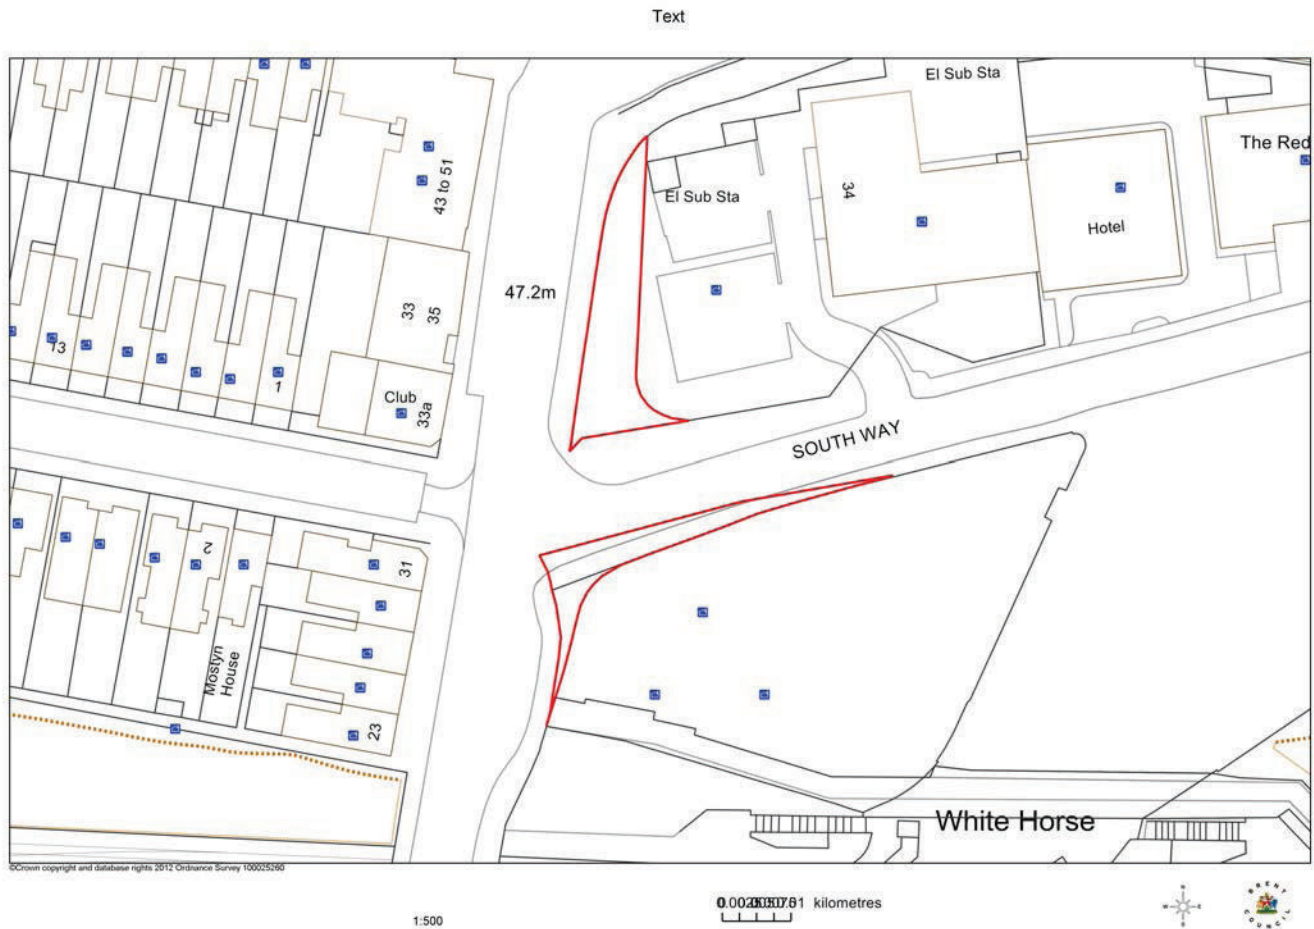 Text
El Sub Sta
The Red
43 to 51
34
El Sub Sta
Hotel
47.2m
33
35
13
1
Club
33a
SOUTH WAY
2
31
Mostyn
House
23
White Horse
©Crown copyright and database rights 2012 Ordnance Survey 100025260
1:500
kilometres
N
W
E
S
BRENT
COUNCIL